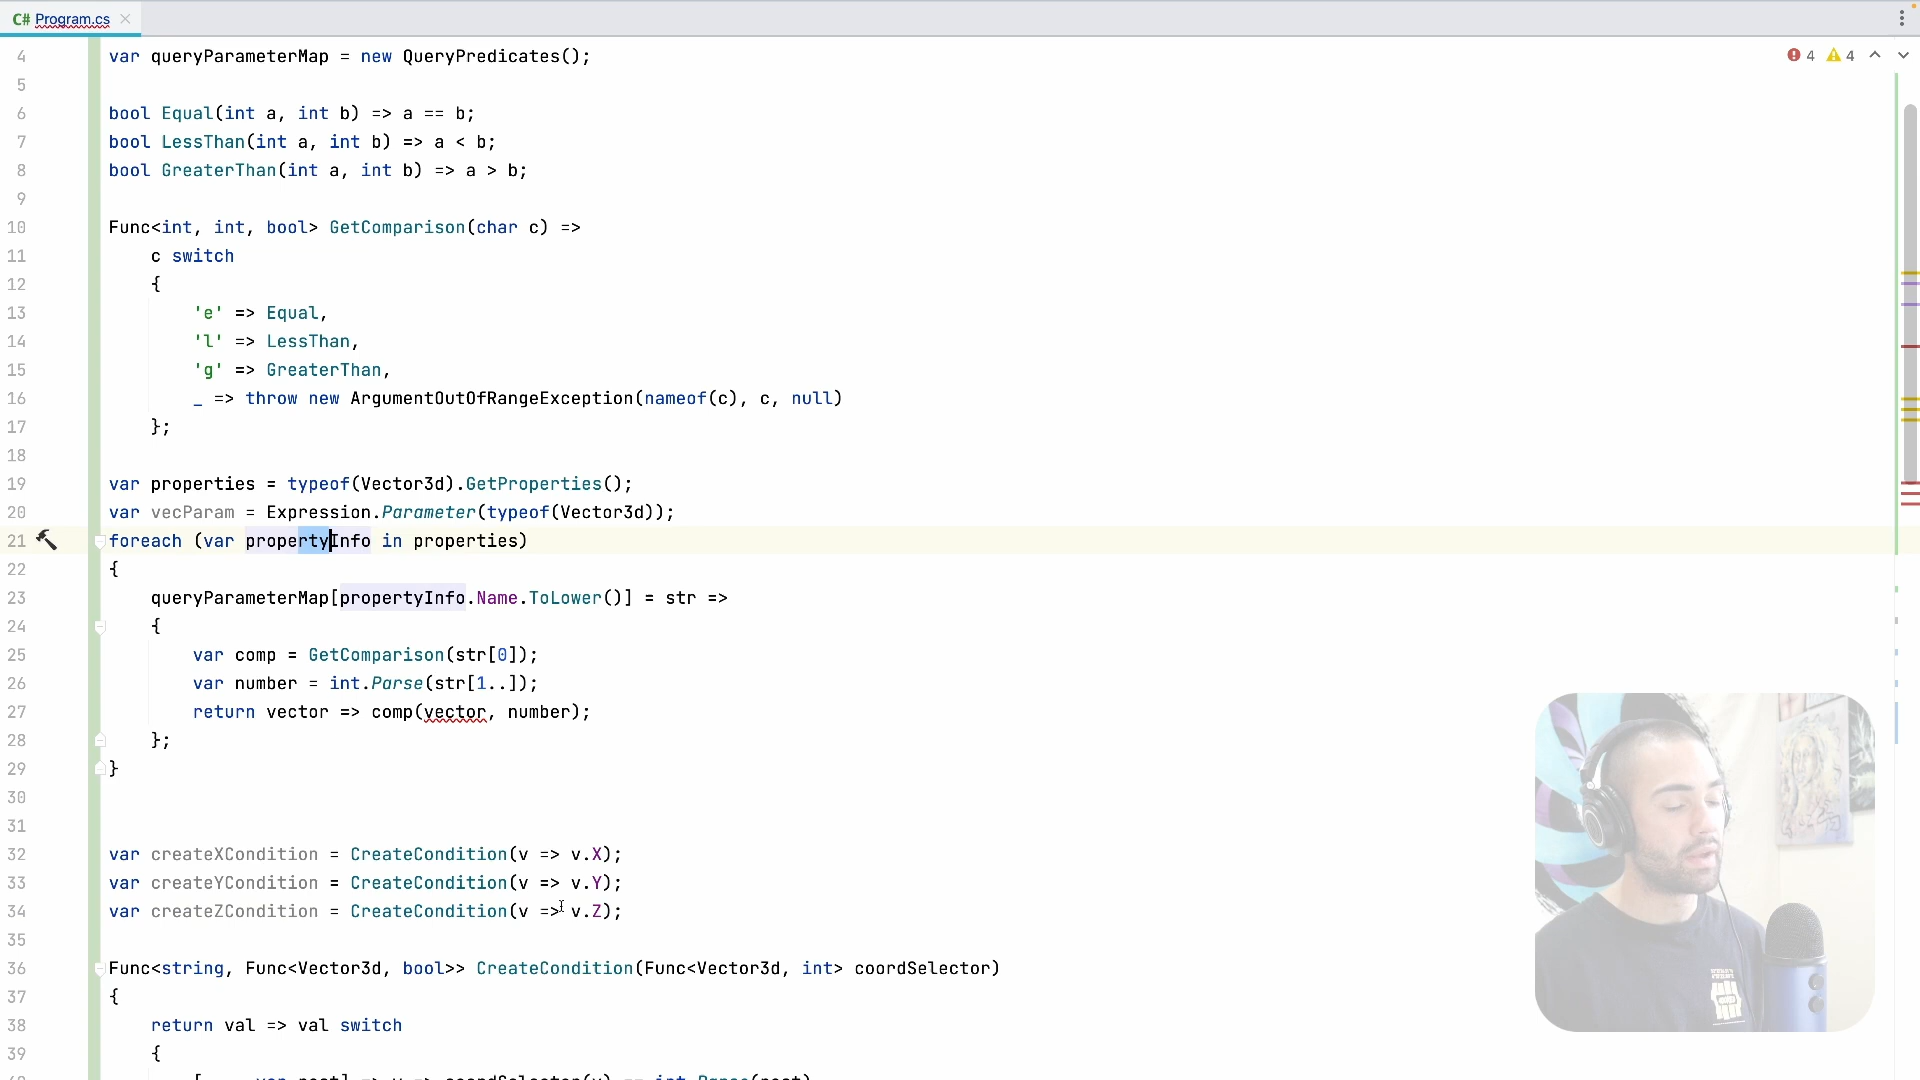 C# Program.cs
4 var queryParameterMap = new QueryPredicates();
4 4
5
6 bool Equal(int a, int b) => a == b;
7 bool LessThan(int a, int b) => a < b;
8 bool GreaterThan(int a, int b) => a > b;
9
10 Func<int, int, bool> GetComparison(char c) =>
11 c switch
12 {
13 'e' => Equal,
14 'l' => LessThan,
15 'g' => GreaterThan,
16 _ => throw new ArgumentOutOfRangeException(nameof(c), c, null)
17 };
18
19 var properties = typeof(Vector3d).GetProperties();
20 var vecParam = Expression.Parameter(typeof(Vector3d));
21 foreach (var propertyInfo in properties)
22 {
23 queryParameterMap[propertyInfo.Name.ToLower()] = str =>
24 {
25 var comp = GetComparison(str[0]);
26 var number = int.Parse(str[1..]);
27 return vector => comp(vector, number);
28 };
29 }
30
31
32 var createXCondition = CreateCondition(v => v.X);
33 var createYCondition = CreateCondition(v => v.Y);
34 var createZCondition = CreateCondition(v => v.Z);
35
36 Func<string, Func<Vector3d, bool>> CreateCondition(Func<Vector3d, int> coordSelector)
37 {
38 return val => val switch
39 {